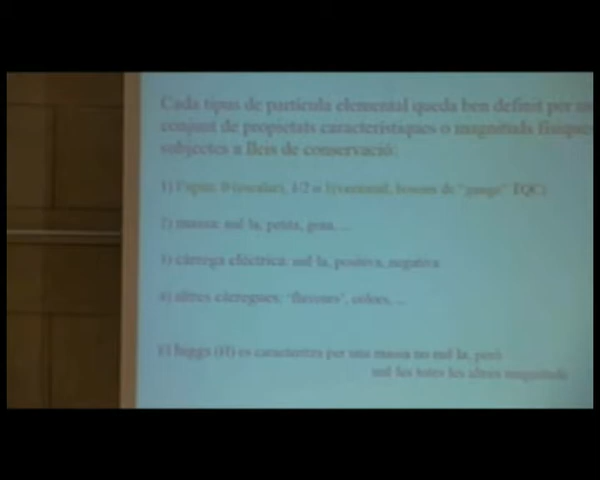 Cada tipus de partícula elemental queda ben definit per un
conjunt de propietats característiques o magnituds físiques
subjectes a lleis de conservació:
1) l'espín: 0 (escalar), 1/2 o 1 (vectorial, bosons de "gauge" TQC)
2) massa: nul·la, petita, gran, ...
3) càrrega elèctrica: nul·la, positiva, negativa
4) altres càrregues: "flavours", colors, ...
higgs (H) es caracteritza per una massa no nul·la, però
nul·les totes les altres magnituds